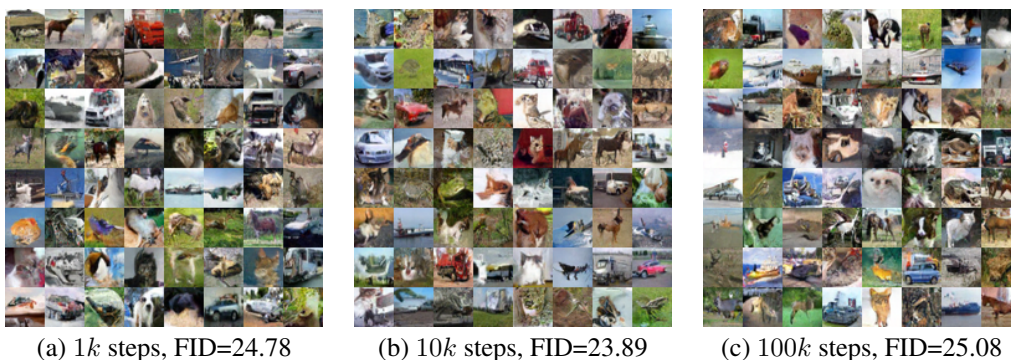 (a) 1k steps, FID=24.78
(b) 10k steps, FID=23.89
(c) 100k steps, FID=25.08